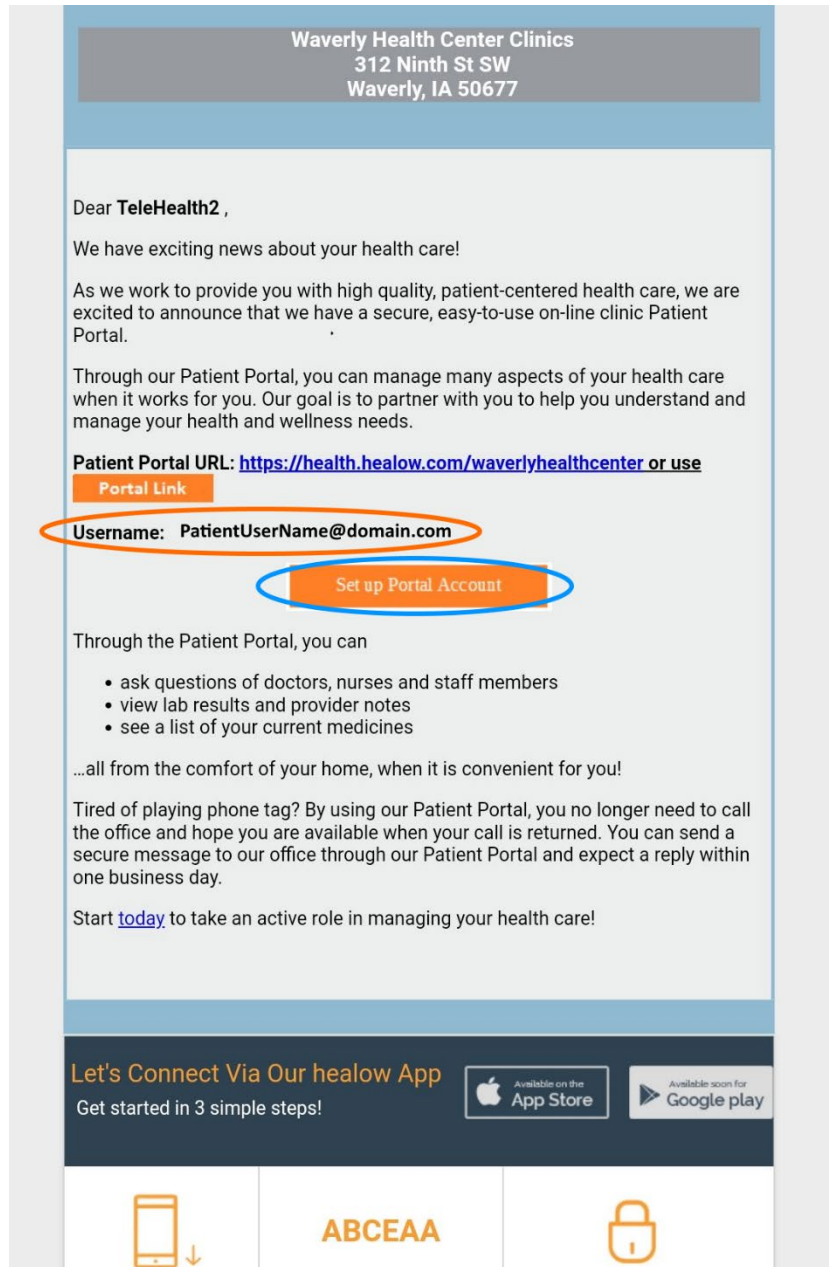 Waverly Health Center Clinics
312 Ninth St SW
Waverly, IA 50677
Dear TeleHealth2 ,
We have exciting news about your health care!
As we work to provide you with high quality, patient-centered health care, we are
excited to announce that we have a secure, easy-to-use on-line clinic Patient
Portal.
Through our Patient Portal, you can manage many aspects of your health care
when it works for you. Our goal is to partner with you to help you understand and
manage your health and wellness needs.
Patient Portal URL: https://health.healow.com/waverlyhealthcenter or use
Portal Link
Username: PatientUserName@domain.com
Set up Portal Account
Through the Patient Portal, you can
• ask questions of doctors, nurses and staff members
• view lab results and provider notes
• see a list of your current medicines
...all from the comfort of your home, when it is convenient for you!
Tired of playing phone tag? By using our Patient Portal, you no longer need to call
the office and hope you are available when your call is returned. You can send a
secure message to our office through our Patient Portal and expect a reply within
one business day.
Start today to take an active role in managing your health care!
Let's Connect Via Our healow App
Get started in 3 simple steps!
Available on the
App Store
Available soon for
Google play
ABCEAA